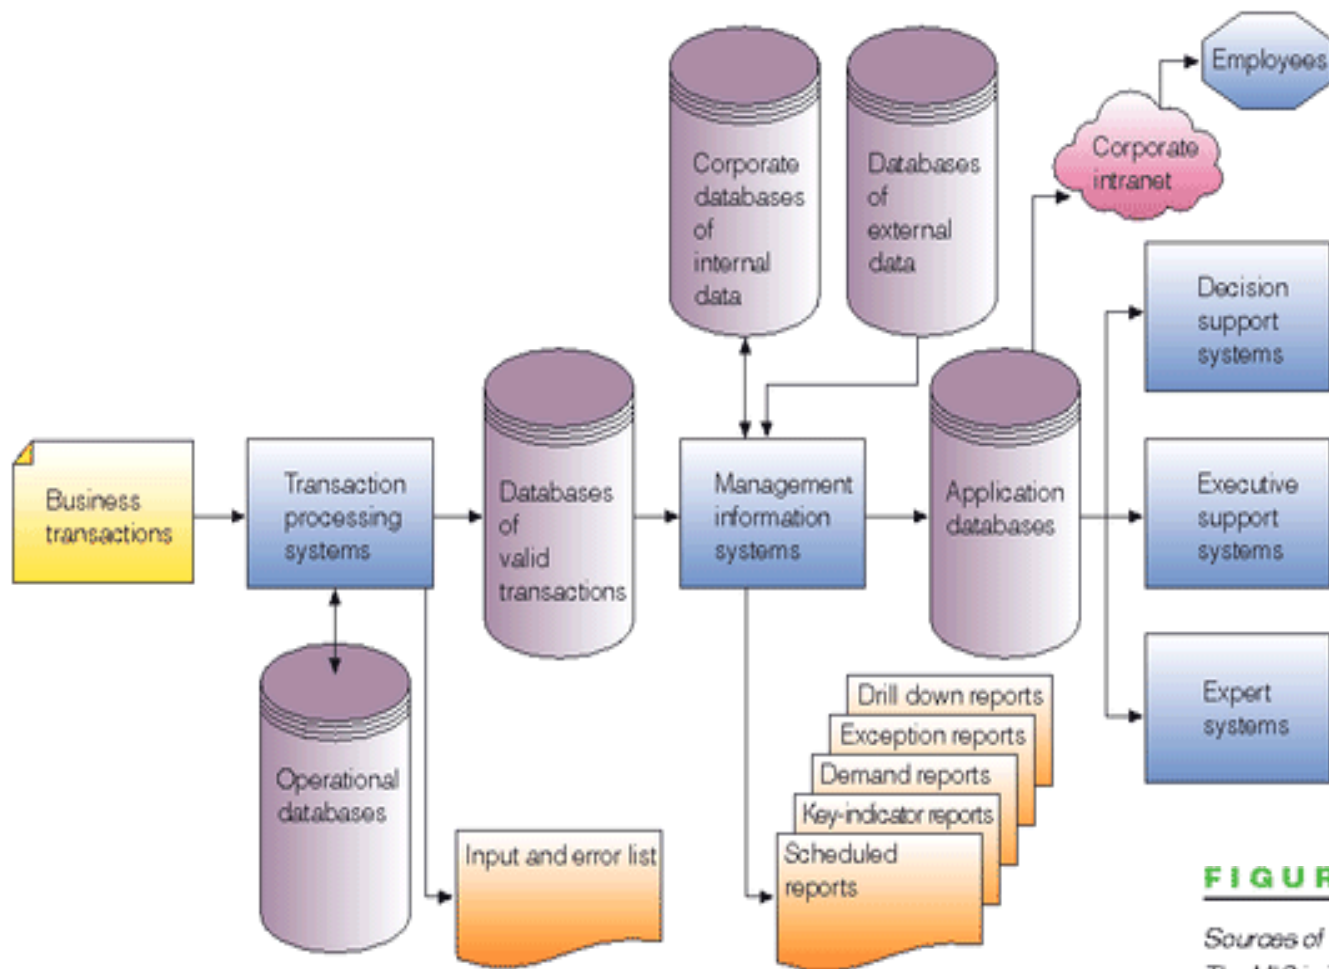 Employees
Corporate
intranet
Corporate
databases
of
internal
data
Databases
of
external
data
Decision
support
systems
Business
transactions
Transaction
processing
systems
Databases
of
valid
transactions
Management
information
systems
Application
databases
Executive
support
systems
Expert
systems
Operational
databases
Drill down reports
Exception reports
Demand reports
Key-indicator reports
Scheduled
reports
Input and error list
FIGUR
Sources of